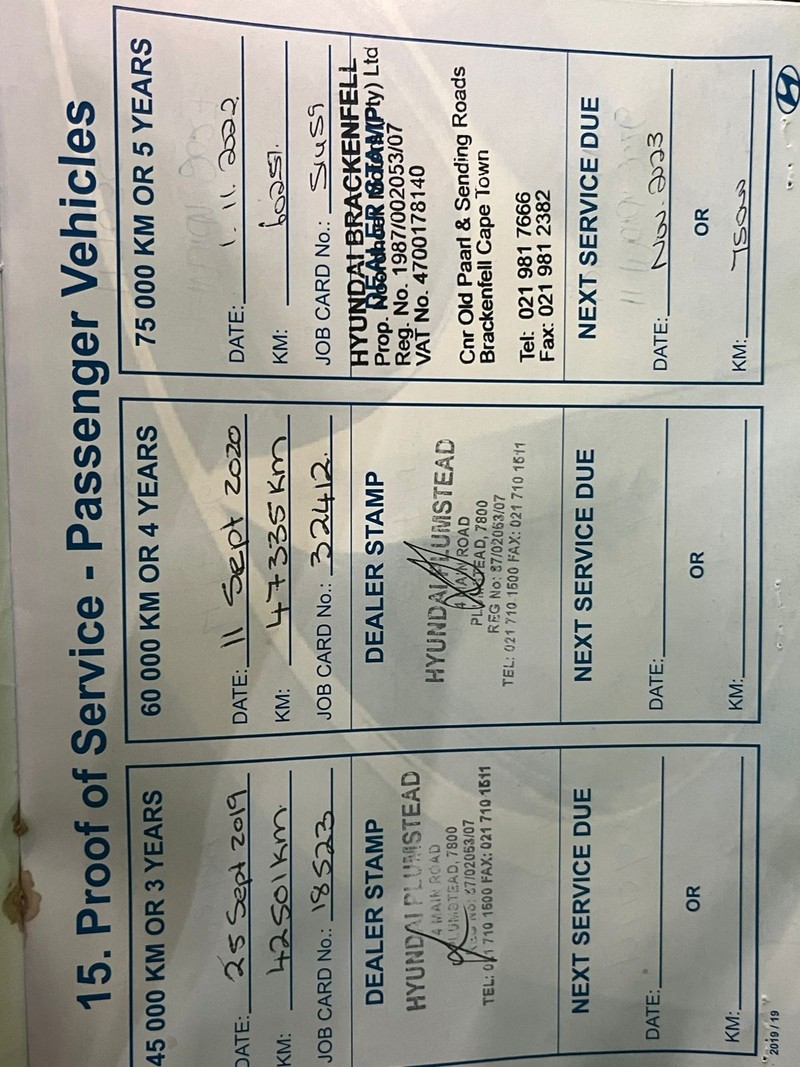 15. Proof of Service - Passenger Vehicles
45 000 KM OR 3 YEARS
DATE: 25 Sept 2019
KM: 42501km.
JOB CARD No.: 18523
DEALER STAMP
HYUNDAI PLUMSTEAD
4 MAIN ROAD
PLUMSTEAD, 7800
REG No: 87/02053/07
TEL: 021 710 1500 FAX: 021 710 1511
NEXT SERVICE DUE
DATE:
OR
KM:
60 000 KM OR 4 YEARS
DATE: 11 Sept 2020
KM: 47335km
JOB CARD No.: 32412.
DEALER STAMP
HYUNDAI PLUMSTEAD
4 MAIN ROAD
PLUMSTEAD, 7800
REG No: 87/02053/07
TEL: 021 710 1500 FAX: 021 710 1511
NEXT SERVICE DUE
DATE:
OR
KM:
75 000 KM OR 5 YEARS
DATE: 1. 11. 2022
KM: 60251.
JOB CARD No.:
HYUNDAI BRACKENFELL
DEALER STAMP
Prop. (Pty) Ltd
Reg. No. 1987/002053/07
VAT No. 4700178140
Cnr Old Paarl & Sending Roads
Brackenfell Cape Town
Tel: 021 981 7666
Fax: 021 981 2382
NEXT SERVICE DUE
DATE: Nov. 2023
OR
KM: 75000
2019 / 19